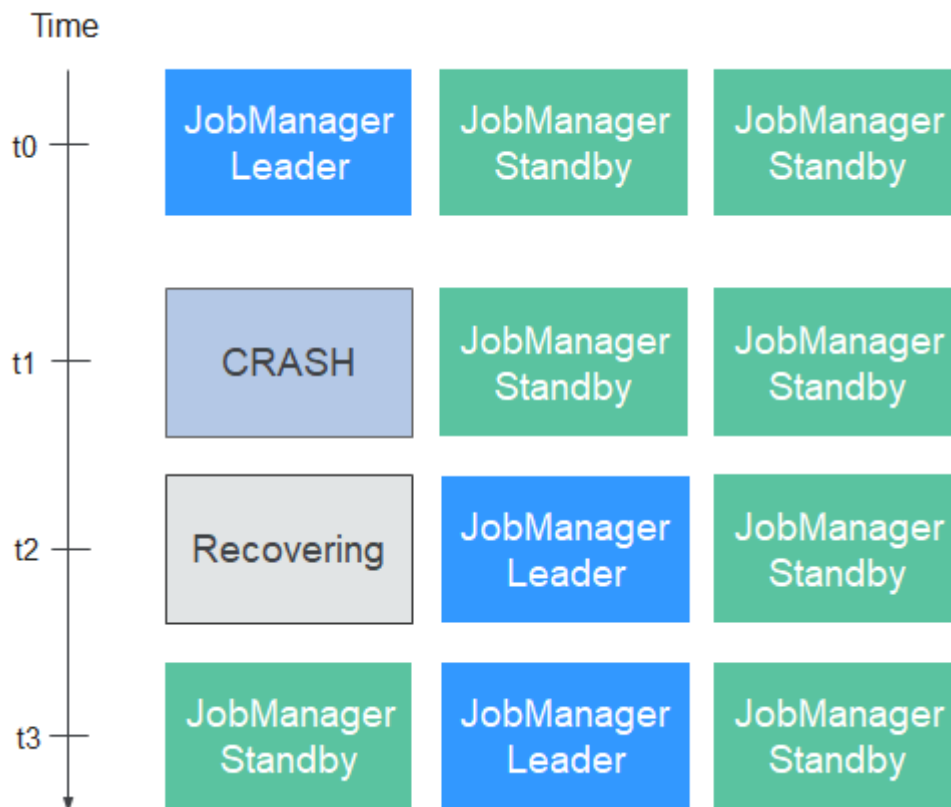 Time
t0
JobManager
Leader
JobManager
Standby
JobManager
Standby
t1
CRASH
JobManager
Standby
JobManager
Standby
t2
Recovering
JobManager
Leader
JobManager
Standby
t3
JobManager
Standby
JobManager
Leader
JobManager
Standby